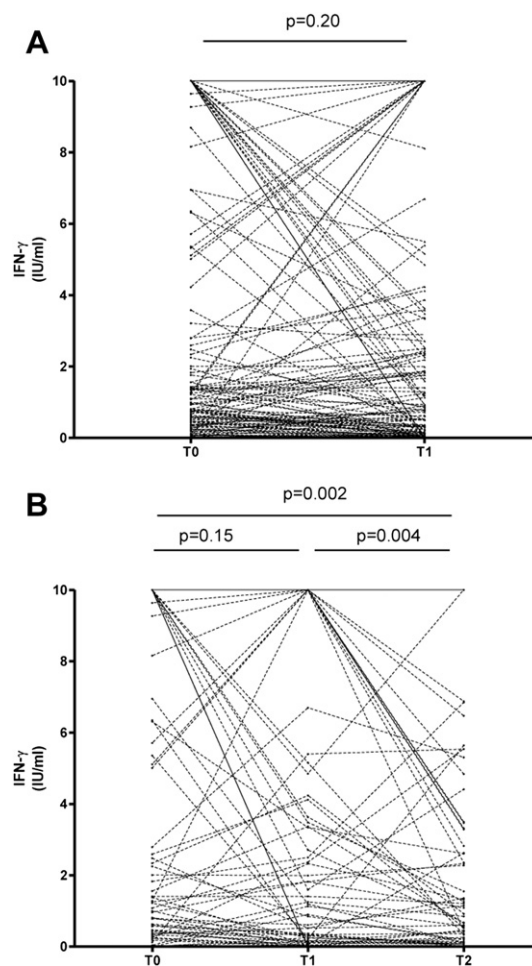 p=0.20
A
10
8
6
4
2
0
IFN-γ
(IU/ml)
T0 T1
p=0.002
B
p=0.15 p=0.004
10
8
6
4
2
0
IFN-γ
(IU/ml)
T0 T1 T2